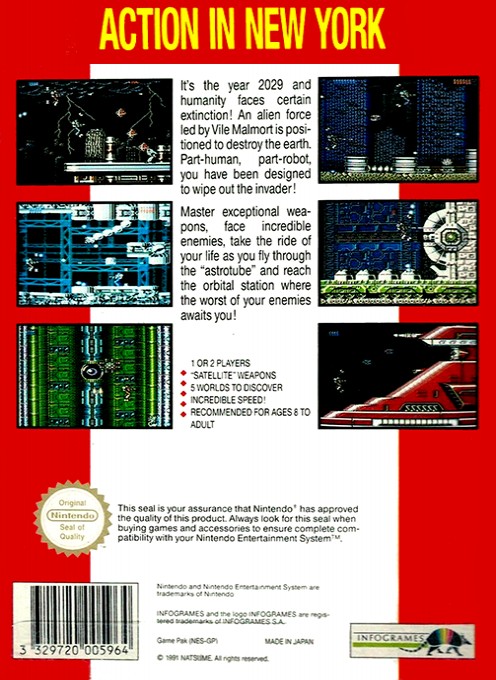 ACTION IN NEW YORK
It's the year 2029 and
humanity faces certain
extinction! An alien force
led by Vile Malmort is posi-
tioned to destroy the earth.
Part-human, part-robot,
you have been designed
to wipe out the invader!
Master exceptional wea-
pons, face incredible
enemies, take the ride of
your life as you fly through
the "astrotube" and reach
the orbital station where
the worst of your enemies
awaits you!
1 OR 2 PLAYERS
"SATELLITE" WEAPONS
5 WORLDS TO DISCOVER
INCREDIBLE SPEED!
RECOMMENDED FOR AGES 8 TO
ADULT
Original
Nintendo
Seal of
Quality
This seal is your assurance that Nintendo® has approved
the quality of this product. Always look for this seal when
buying games and accessories to ensure complete com-
patibility with your Nintendo Entertainment System™.
Nintendo and Nintendo Entertainment System are
trademarks of Nintendo
INFOGRAMES and the logo INFOGRAMES are regis-
tered trademarks of INFOGRAMES S.A.
Game Pak (NES-GP) MADE IN JAPAN
© 1991 NATSUME. All rights reserved.
3 329720 005964
INFOGRAMES